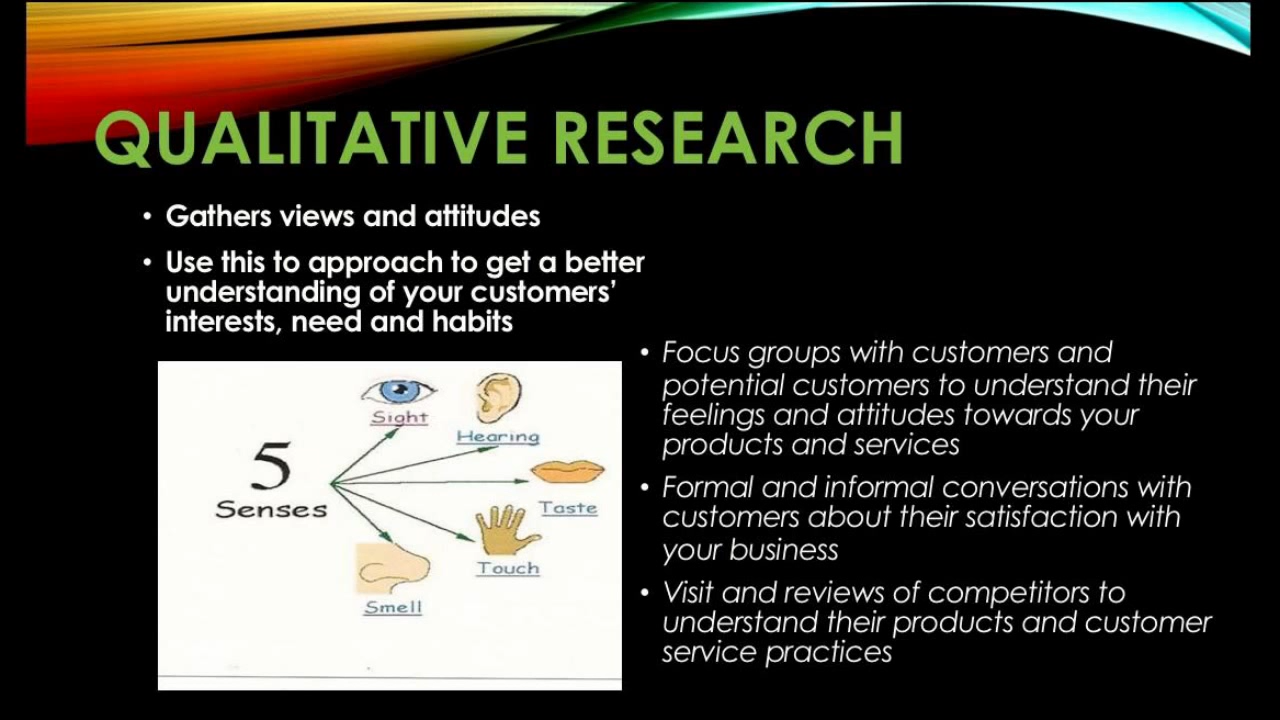 QUALITATIVE RESEARCH
• Gathers views and attitudes
• Use this to approach to get a better
understanding of your customers’
interests, need and habits
5
Senses
Sight
Hearing
Taste
Touch
Smell
• Focus groups with customers and
potential customers to understand their
feelings and attitudes towards your
products and services
• Formal and informal conversations with
customers about their satisfaction with
your business
• Visit and reviews of competitors to
understand their products and customer
service practices